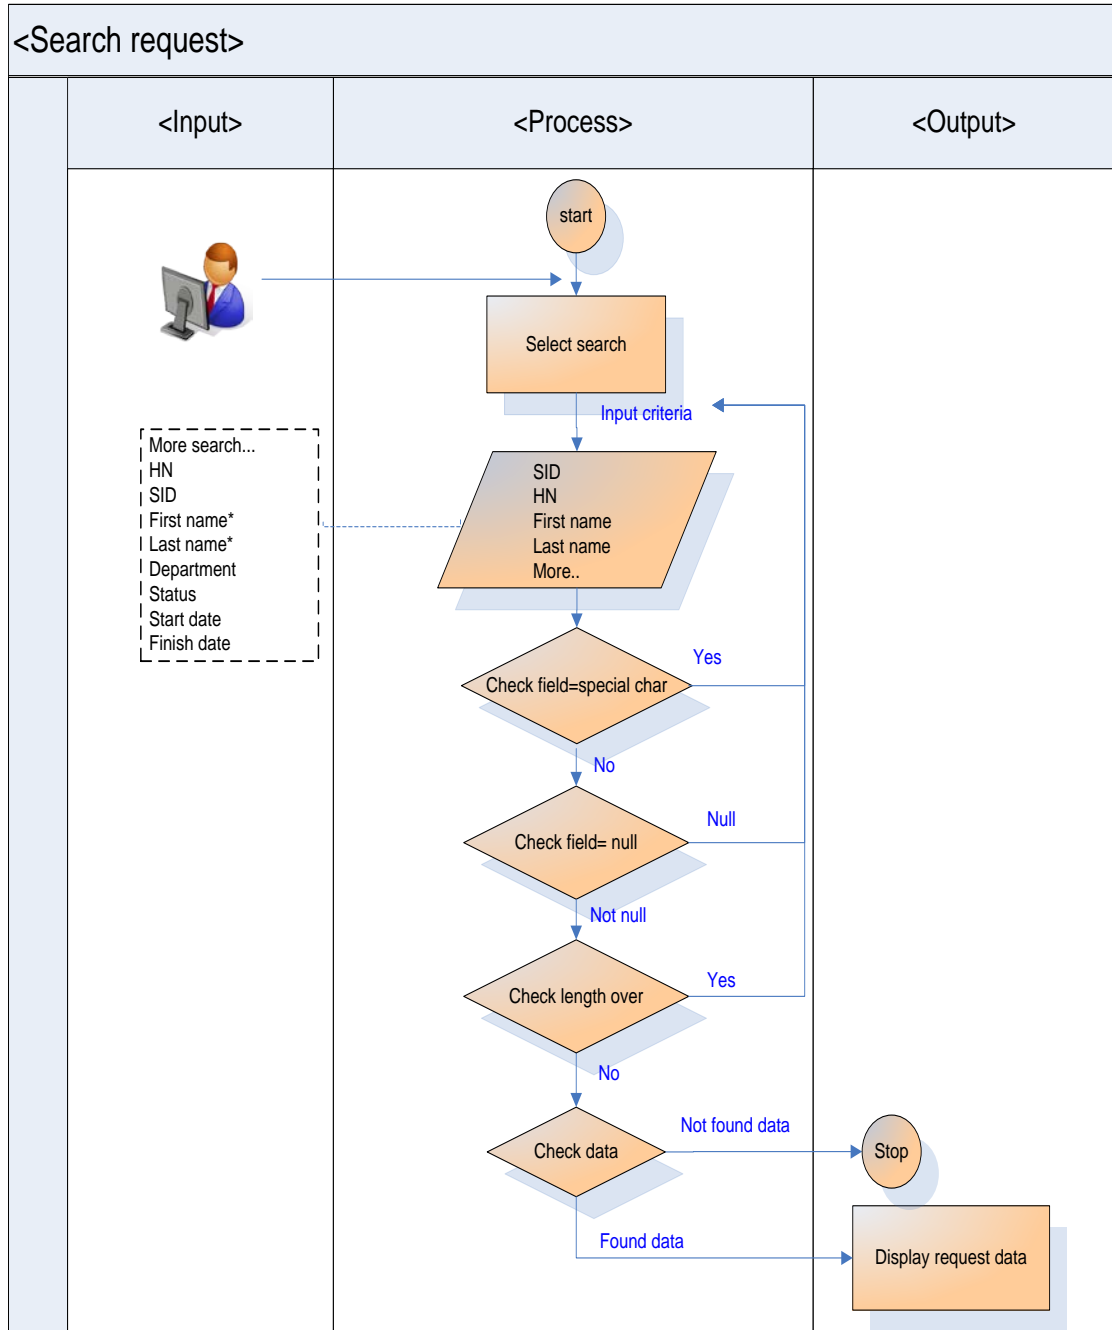 <Search request>
<Input>
<Process>
<Output>
start
Select search
Input criteria
More search...
HN
SID
First name*
Last name*
Department
Status
Start date
Finish date
SID
HN
First name
Last name
More..
Check field=special char
Yes
No
Check field= null
Null
Not null
Check length over
Yes
No
Check data
Not found data
Stop
Found data
Display request data